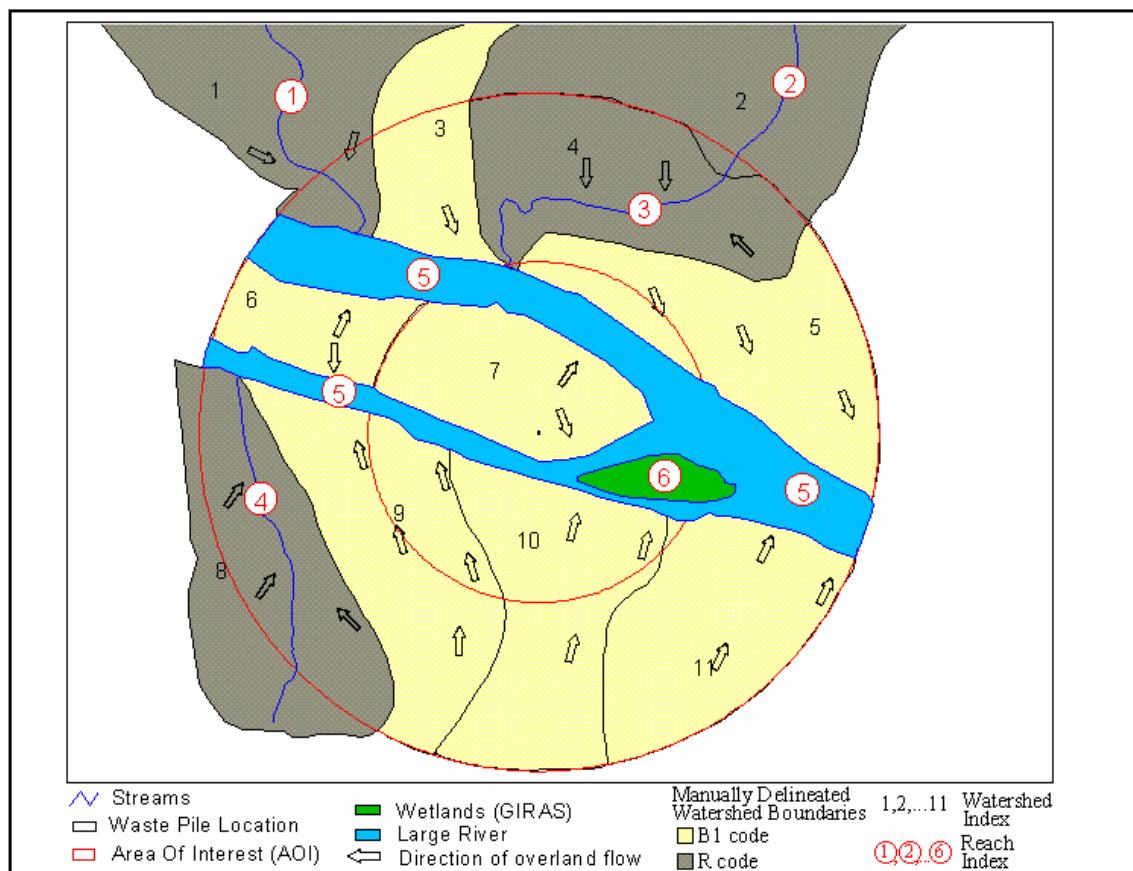 1
1
2
2
3
4
3
5
6
5
7
5
6
5
4
9
10
8
11
Streams
Waste Pile Location
Area Of Interest (AOI)
Wetlands (GIRAS)
Large River
Direction of overland flow
Manually Delineated
Watershed Boundaries
B1 code
R code
1,2,...11 Watershed
Index
1,2,...6 Reach
Index